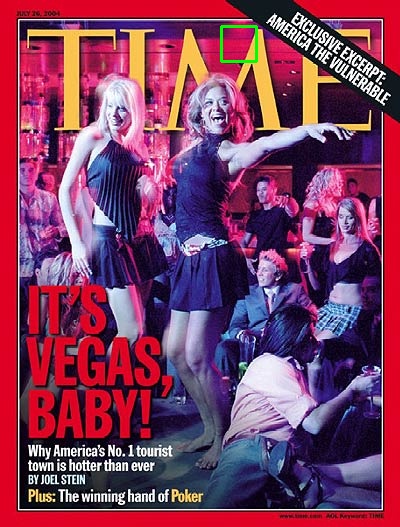 JULY 26, 2004
EXCLUSIVE EXCERPT:
AMERICA THE VULNERABLE
TIME
IT'S
VEGAS,
BABY!
Why America's No. 1 tourist
town is hotter than ever
BY JOEL STEIN
Plus: The winning hand of Poker
www.time.com AOL Keyword: TIME